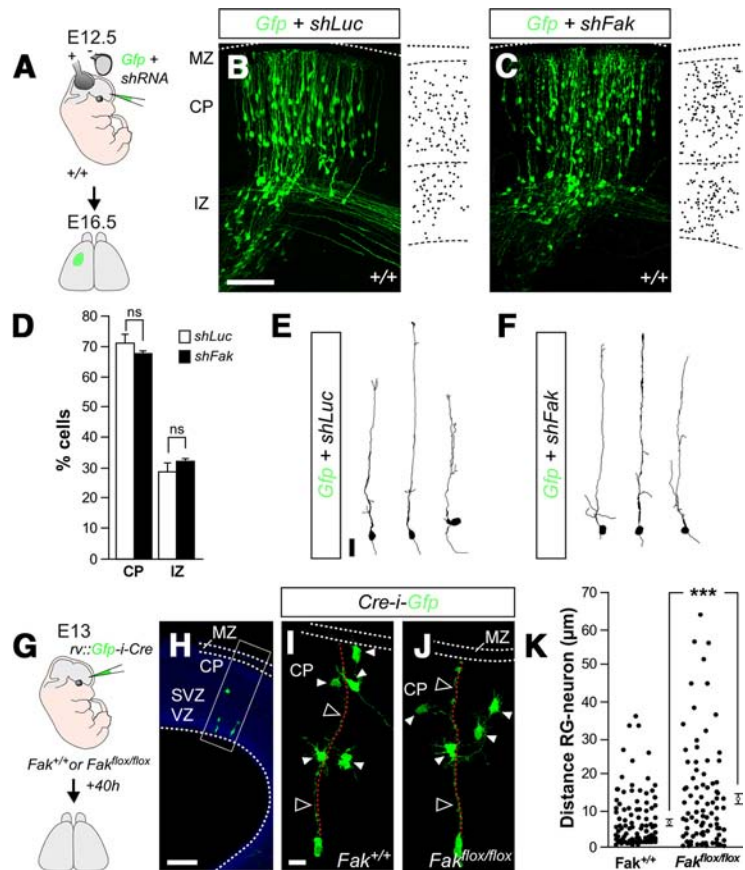 A
E12.5
+
-
Gfp +
shRNA
+/+
E16.5
Gfp + shLuc
Gfp + shFak
MZ
B
C
CP
IZ
+/+
+/+
D
% cells
80
70
60
50
40
30
20
10
0
ns
ns
shLuc
shFak
CP
IZ
E
Gfp + shLuc
F
Gfp + shFak
G
E13
rv::Gfp-i-Cre
Fak+/+ or Fakflox/flox
+40h
H
MZ
CP
SVZ
VZ
Cre-i-Gfp
I
CP
Fak+/+
J
MZ
CP
Fakflox/flox
K
Distance RG-neuron (µm)
70
60
50
40
30
20
10
0
***
Fak+/+
Fakflox/flox